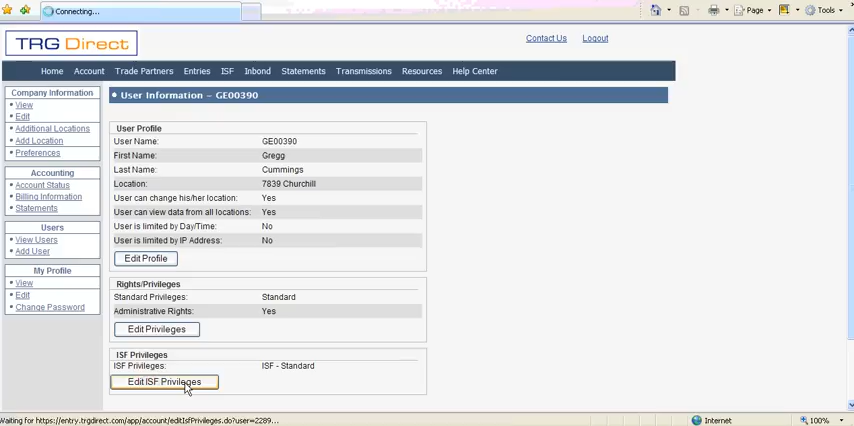 Connecting...
Page
Tools
TRG Direct
Contact Us Logout
Home Account Trade Partners Entries ISF Inbond Statements Transmissions Resources Help Center
Company Information
View
Edit
Additional Locations
Add Location
Preferences
Accounting
Account Status
Billing Information
Statements
Users
View Users
Add User
My Profile
View
Edit
Change Password
User Information - GE00390
User Profile
User Name: GE00390
First Name: Gregg
Last Name: Cummings
Location: 7839 Churchill
User can change his/her location: Yes
User can view data from all locations: Yes
User is limited by Day/Time: No
User is limited by IP Address: No
Edit Profile
Rights/Privileges
Standard Privileges: Standard
Administrative Rights: Yes
Edit Privileges
ISF Privileges
ISF Privileges: ISF - Standard
Edit ISF Privileges
Waiting for https://entry.trgdirect.com/app/account/editIsfPrivileges.do?user=2289...
Internet
100%